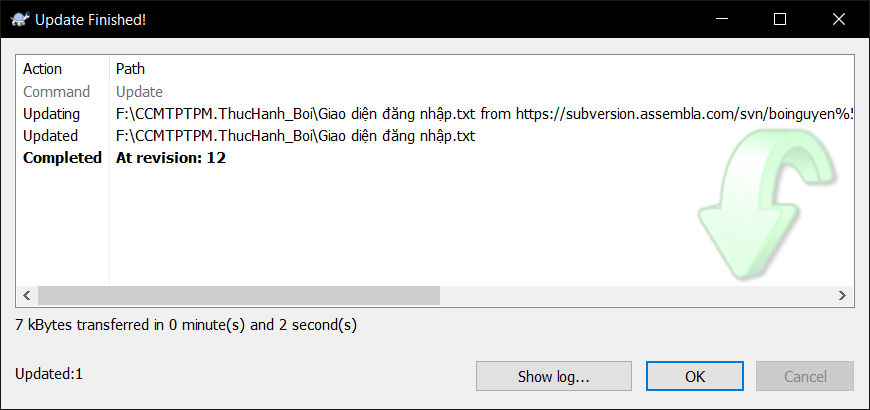 Update Finished!
Action Path
Command Update
Updating F:\CCMTPTPM.ThucHanh_Boi\Giao diện đăng nhập.txt from https://subversion.assembla.com/svn/boinguyen%5
Updated F:\CCMTPTPM.ThucHanh_Boi\Giao diện đăng nhập.txt
Completed At revision: 12
7 kBytes transferred in 0 minute(s) and 2 second(s)
Updated:1
Show log... OK Cancel